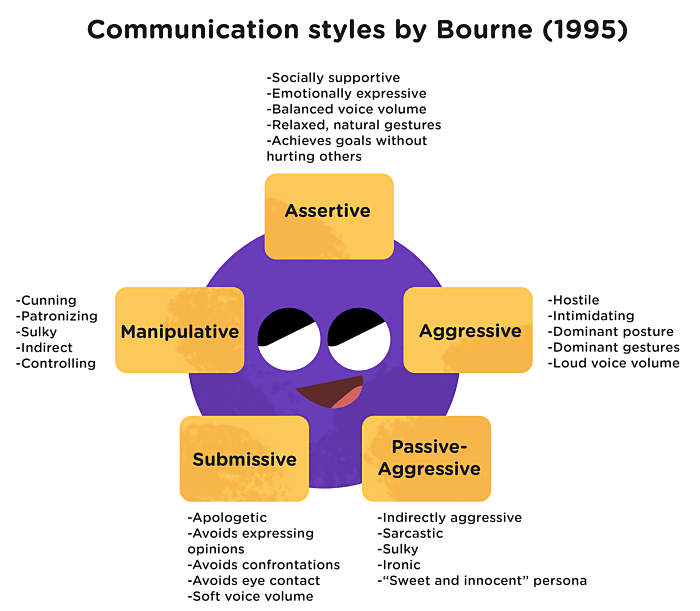 Communication styles by Bourne (1995)
-Socially supportive
-Emotionally expressive
-Balanced voice volume
-Relaxed, natural gestures
-Achieves goals without
hurting others
Assertive
-Cunning
-Patronizing
-Sulky
-Indirect
-Controlling
Manipulative
Aggressive
-Hostile
-Intimidating
-Dominant posture
-Dominant gestures
-Loud voice volume
Submissive
-Apologetic
-Avoids expressing
opinions
-Avoids confrontations
-Avoids eye contact
-Soft voice volume
Passive-
Aggressive
-Indirectly aggressive
-Sarcastic
-Sulky
-Ironic
-“Sweet and innocent” persona